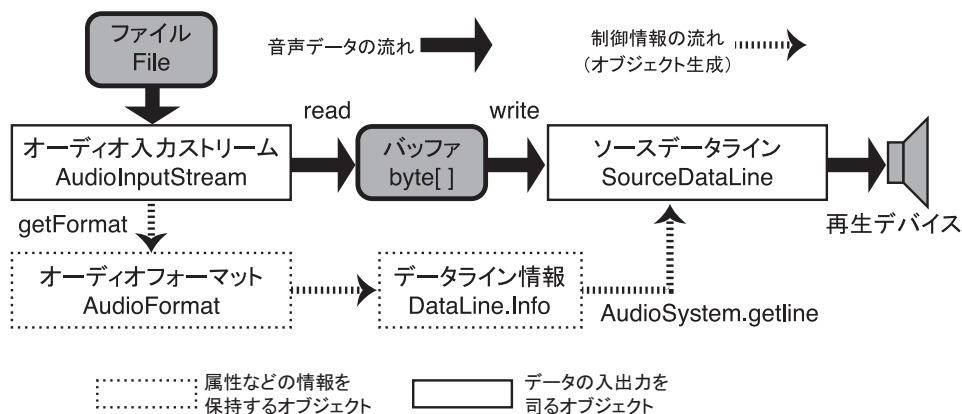 ファイル
File
音声データの流れ
制御情報の流れ
(オブジェクト生成)
read
write
オーディオ入力ストリーム
AudioInputStream
バッファ
byte[ ]
ソースデータライン
SourceDataLine
再生デバイス
getFormat
オーディオフォーマット
AudioFormat
データライン情報
DataLine.Info
AudioSystem.getline
属性などの情報を
保持するオブジェクト
データの入出力を
司るオブジェクト